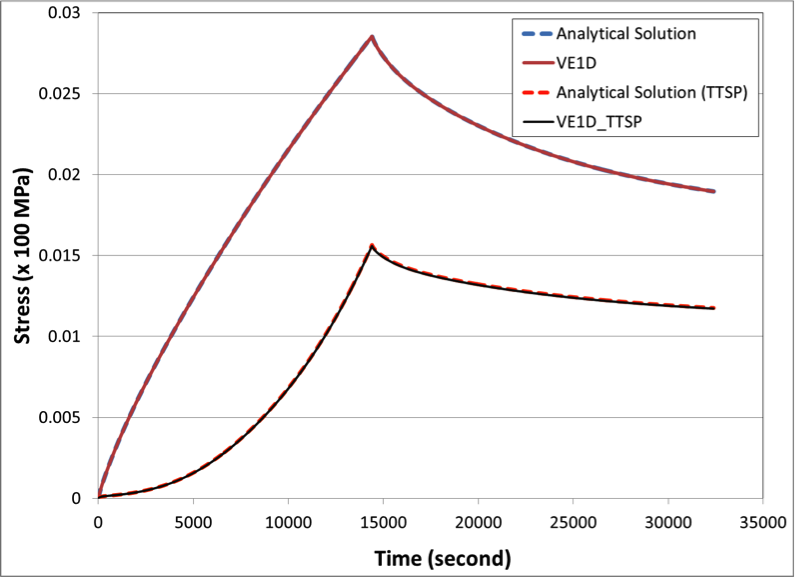 0.03
0.025
0.02
0.015
0.01
0.005
0
Stress (x 100 MPa)
Analytical Solution
VE1D
Analytical Solution (TTSP)
VE1D_TTSP
0 5000 10000 15000 20000 25000 30000 35000
Time (second)